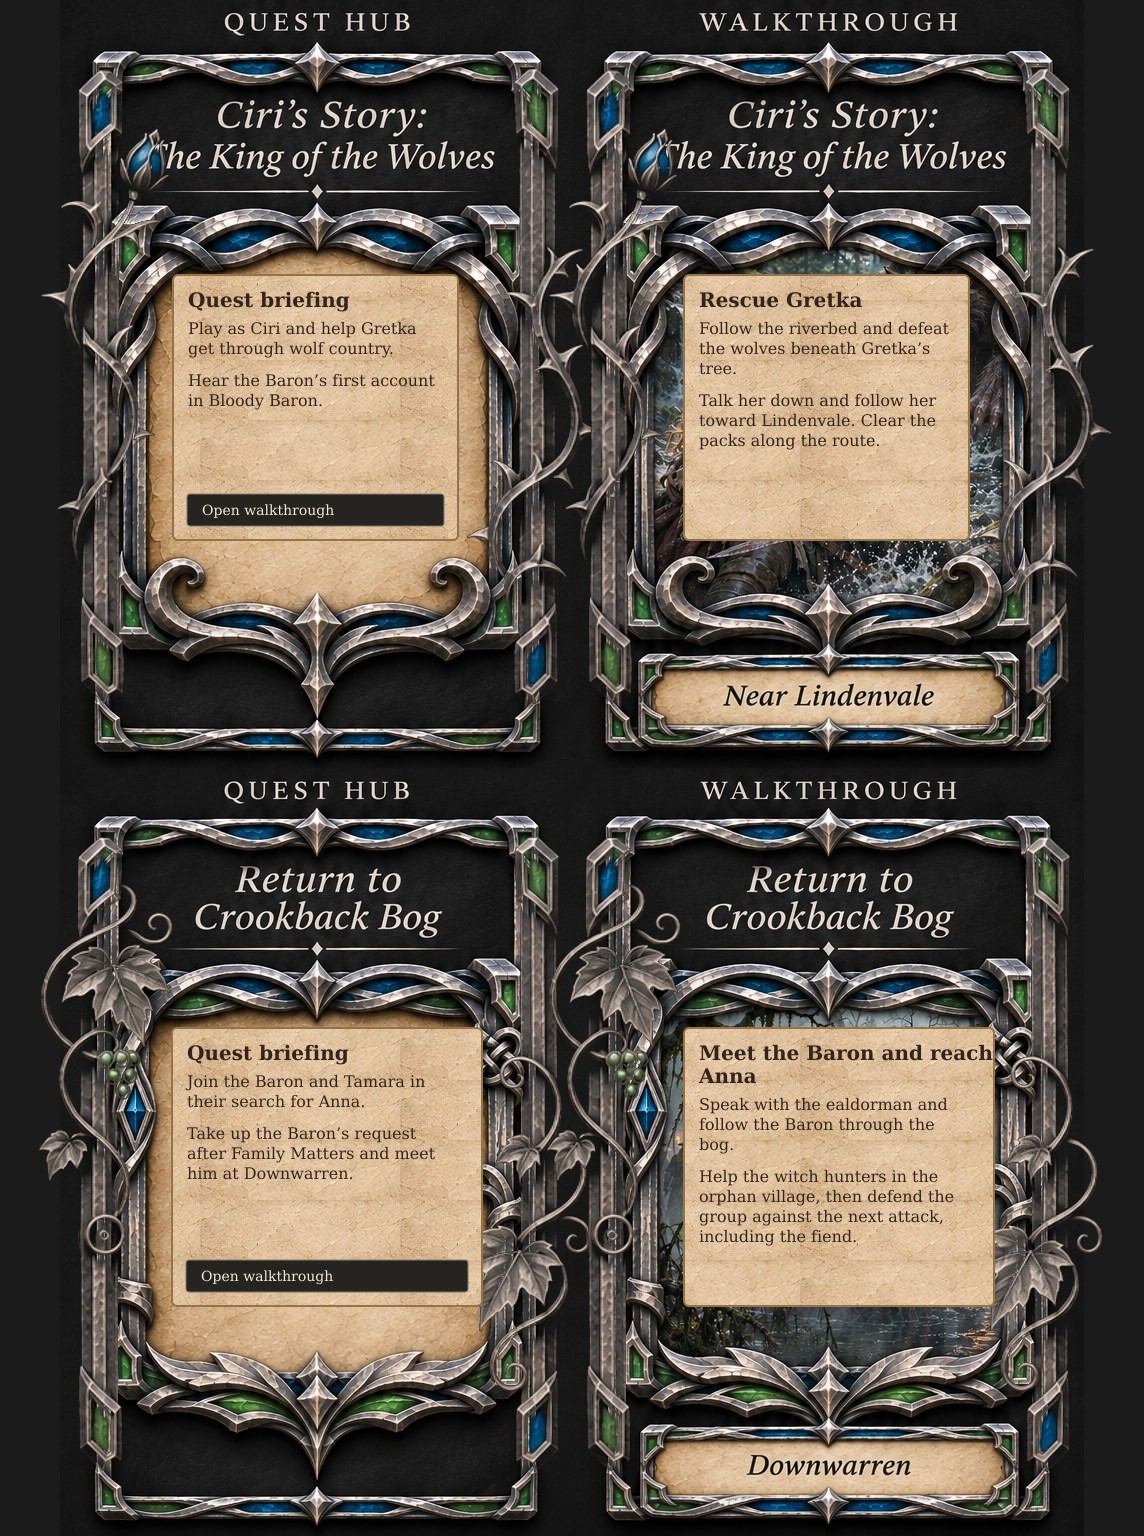 QUEST HUB
Ciri’s Story:
The King of the Wolves
Quest briefing
Play as Ciri and help Gretka
get through wolf country.
Hear the Baron’s first account
in Bloody Baron.
Open walkthrough
WALKTHROUGH
Ciri’s Story:
The King of the Wolves
Rescue Gretka
Follow the riverbed and defeat
the wolves beneath Gretka’s
tree.
Talk her down and follow her
toward Lindenvale. Clear the
packs along the route.
Near Lindenvale
QUEST HUB
Return to
Crookback Bog
Quest briefing
Join the Baron and Tamara in
their search for Anna.
Take up the Baron’s request
after Family Matters and meet
him at Downwarren.
Open walkthrough
WALKTHROUGH
Return to
Crookback Bog
Meet the Baron and reach
Anna
Speak with the ealdorman and
follow the Baron through the
bog.
Help the witch hunters in the
orphan village, then defend the
group against the next attack,
including the fiend.
Downwarren